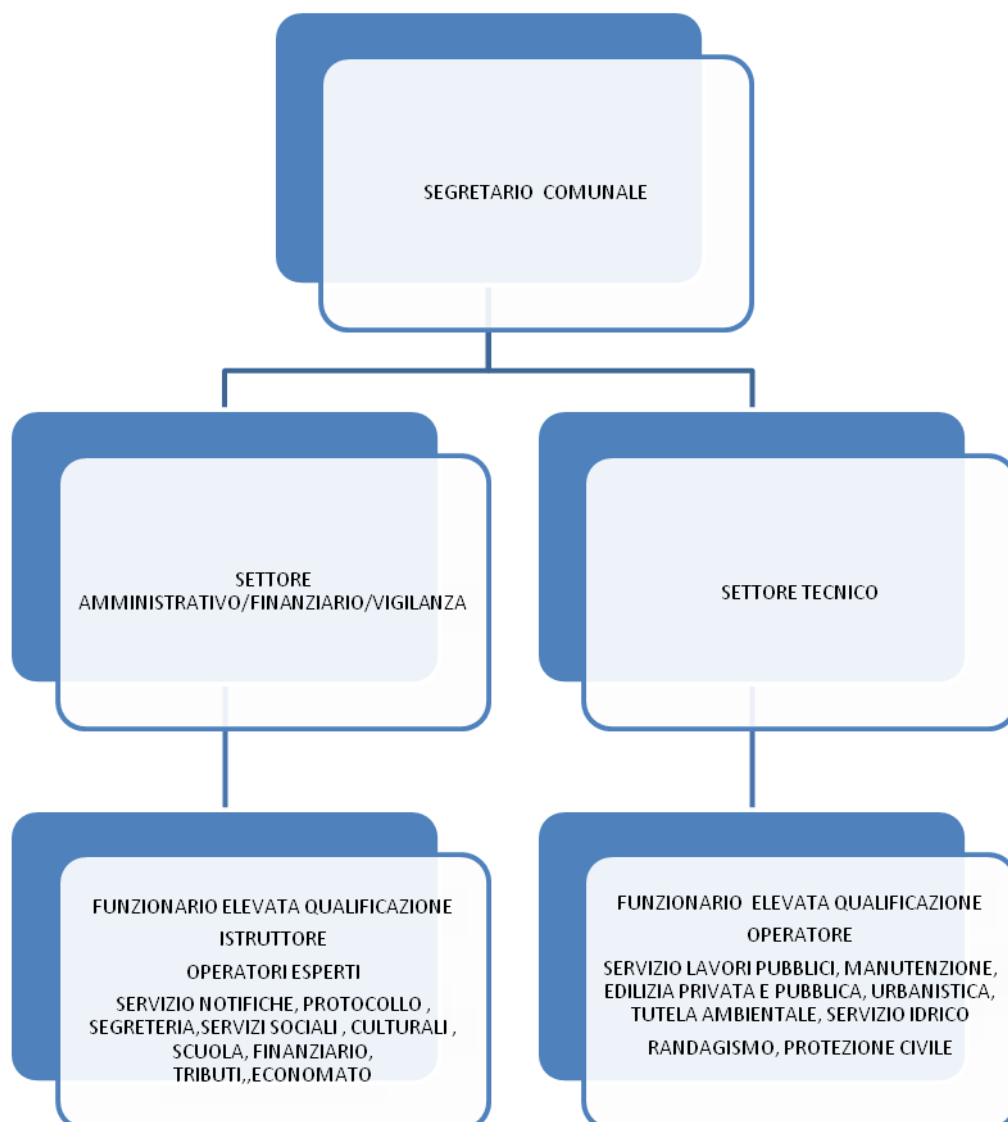 SEGRETARIO COMUNALE
SETTORE
AMMINISTRATIVO/FINANZIARIO/VIGILANZA
SETTORE TECNICO
FUNZIONARIO ELEVATA QUALIFICAZIONE
ISTRUTTORE
OPERATORI ESPERTI
SERVIZIO NOTIFICHE, PROTOCOLLO ,
SEGRETERIA,SERVIZI SOCIALI , CULTURALI ,
SCUOLA, FINANZIARIO,
TRIBUTI,,ECONOMATO
FUNZIONARIO ELEVATA QUALIFICAZIONE
OPERATORE
SERVIZIO LAVORI PUBBLICI, MANUTENZIONE,
EDILIZIA PRIVATA E PUBBLICA, URBANISTICA,
TUTELA AMBIENTALE, SERVIZIO IDRICO
RANDAGISMO, PROTEZIONE CIVILE